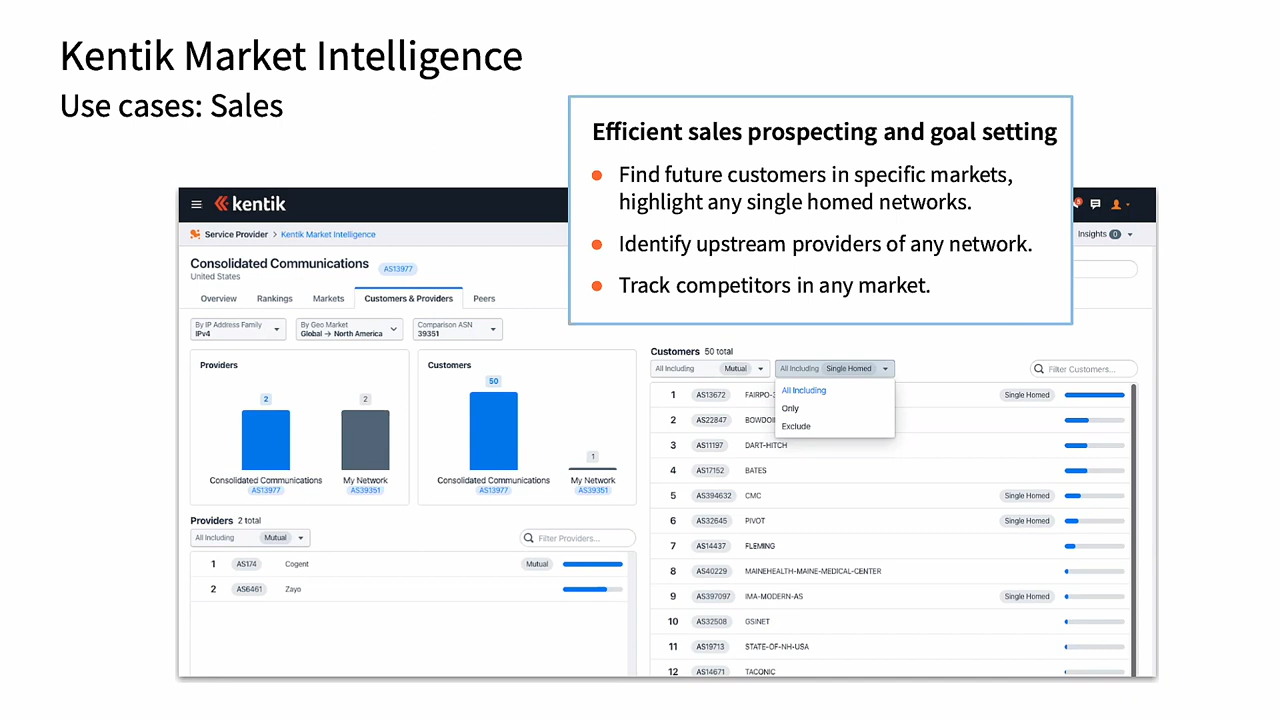 Kentik Market Intelligence
Use cases: Sales
Efficient sales prospecting and goal setting
Find future customers in specific markets,
highlight any single homed networks.
Identify upstream providers of any network.
Track competitors in any market.
kentik
8
Service Provider > Kentik Market Intelligence
Insights 0
Consolidated Communications AS13977
United States
Overview Rankings Markets Customers & Providers Peers
By IP Address Family
IPv4
By Geo Market
Global → North America
Comparison ASN
39351
Providers
2
2
Consolidated Communications
AS13977
My Network
AS39351
Customers
50
1
Consolidated Communications
AS13977
My Network
AS39351
Providers 2 total
All Including Mutual
Filter Providers...
1 AS174 Cogent Mutual
2 AS6461 Zayo
Customers 50 total
All Including Mutual
All Including Single Homed
Filter Customers...
All Including
Only
Exclude
1 AS13672 FAIRPO-3 Single Homed
2 AS22847 BOWDOI
3 AS11197 DART-HITCH
4 AS17152 BATES
5 AS394632 CMC Single Homed
6 AS32645 PIVOT Single Homed
7 AS14437 FLEMING
8 AS40229 MAINEHEALTH-MAINE-MEDICAL-CENTER
9 AS397097 IMA-MODERN-AS Single Homed
10 AS32508 GSINET
11 AS19713 STATE-OF-NH-USA
12 AS14671 TACONIC